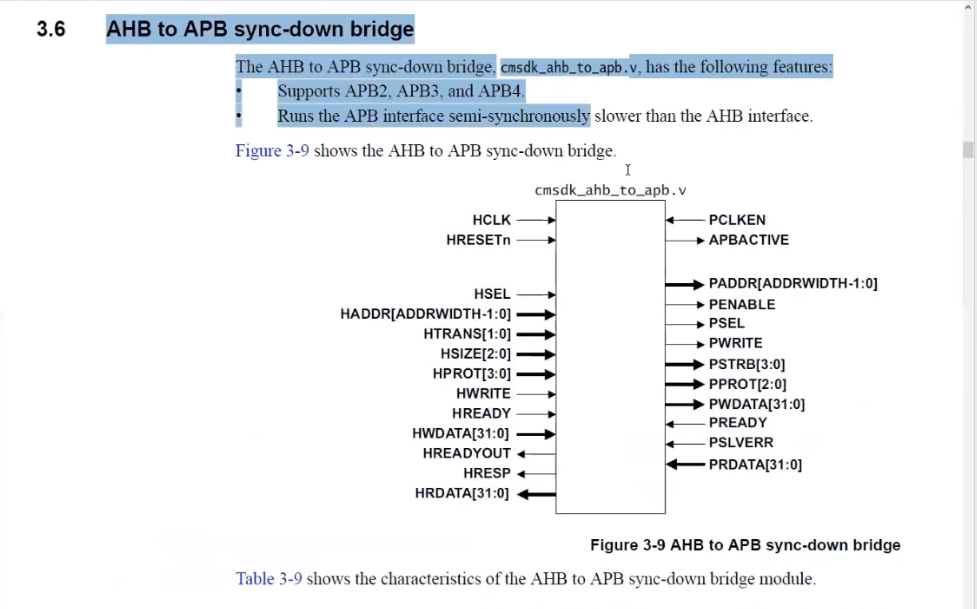 3.6 AHB to APB sync-down bridge
The AHB to APB sync-down bridge, cmsdk_ahb_to_apb.v, has the following features:
• Supports APB2, APB3, and APB4.
• Runs the APB interface semi-synchronously slower than the AHB interface.
Figure 3-9 shows the AHB to APB sync-down bridge.
cmsdk_ahb_to_apb.v
HCLK
HRESETn
HSEL
HADDR[ADDRWIDTH-1:0]
HTRANS[1:0]
HSIZE[2:0]
HPROT[3:0]
HWRITE
HREADY
HWDATA[31:0]
HREADYOUT
HRESP
HRDATA[31:0]
PCLKEN
APBACTIVE
PADDR[ADDRWIDTH-1:0]
PENABLE
PSEL
PWRITE
PSTRB[3:0]
PPROT[2:0]
PWDATA[31:0]
PREADY
PSLVERR
PRDATA[31:0]
Figure 3-9 AHB to APB sync-down bridge
Table 3-9 shows the characteristics of the AHB to APB sync-down bridge module.